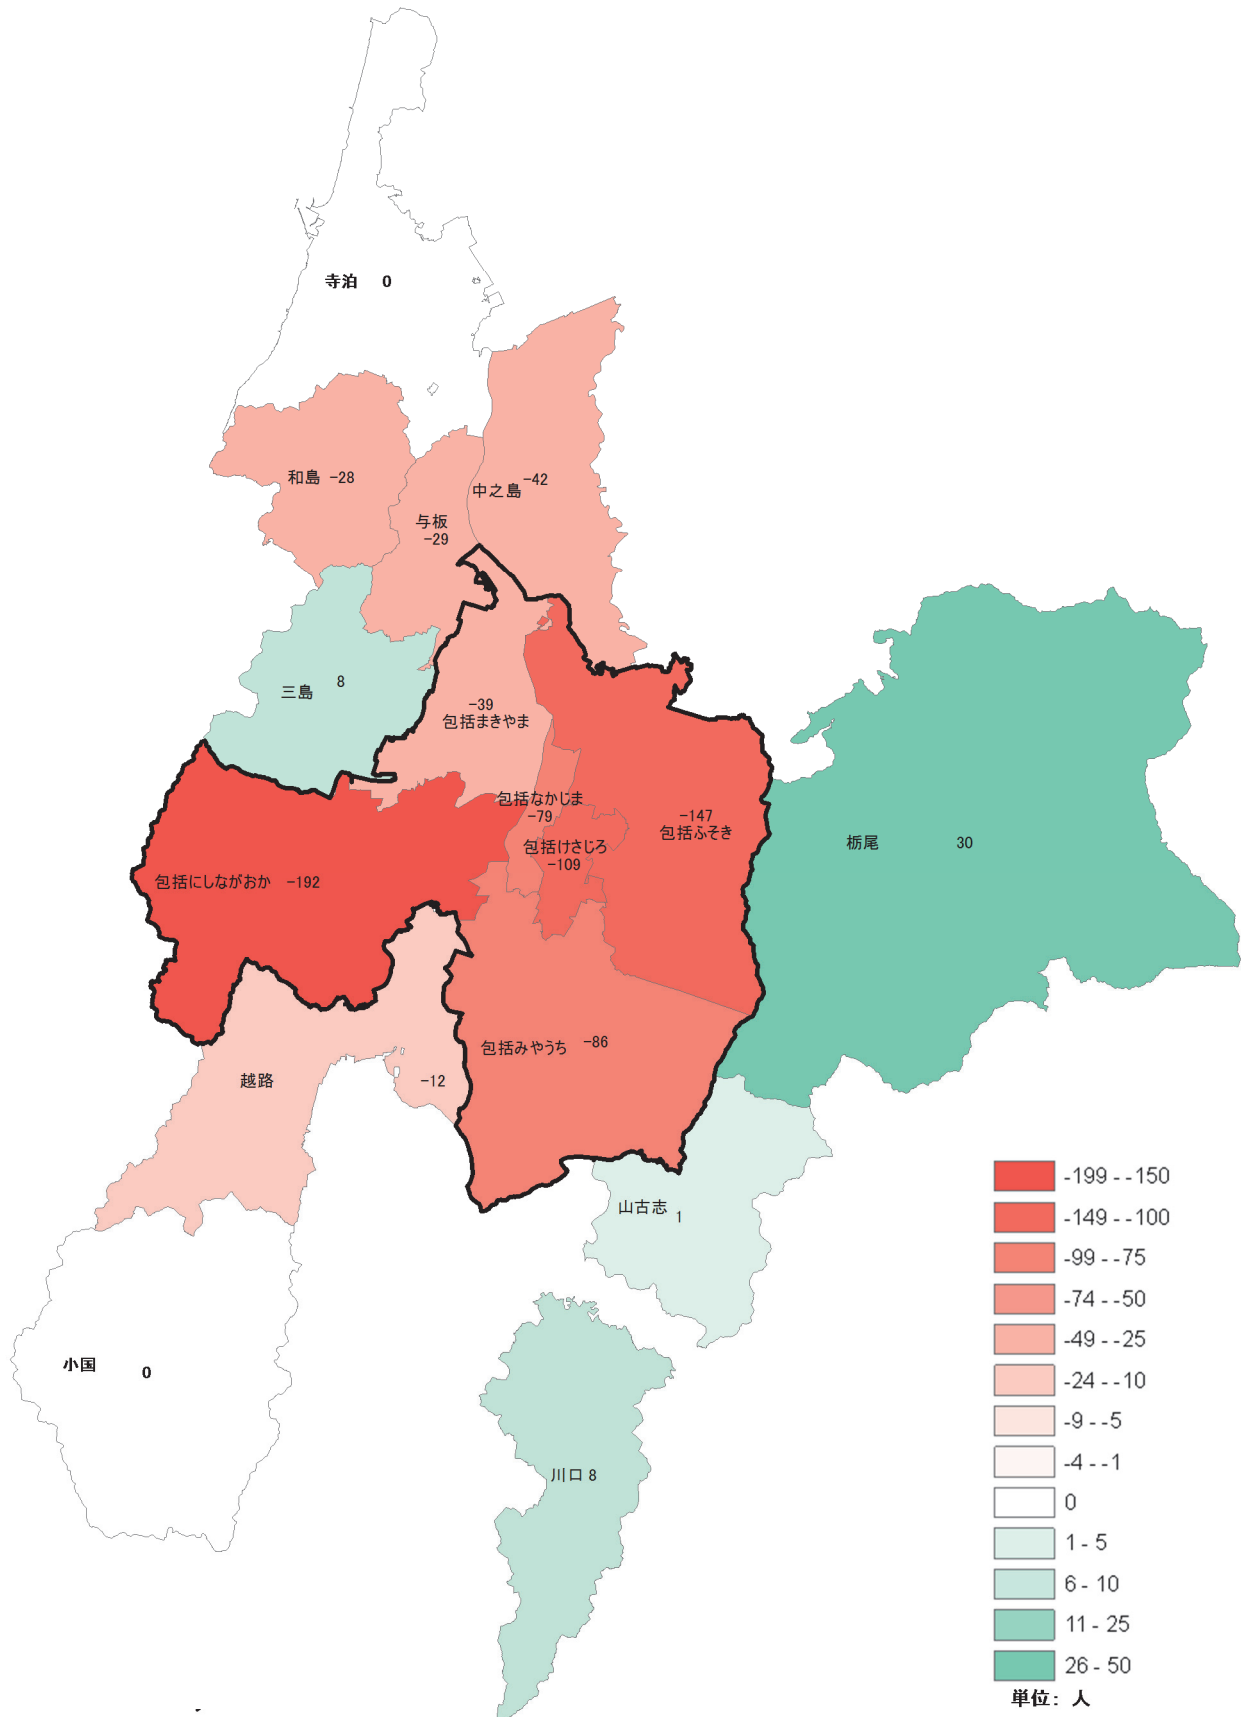 寺泊 0
和島 -28
中之島 -42
与板
-29
三島 8
-39
包括まきやま
包括なかじま
-79
-147
包括ふそき
包括けさじろ
-109
栃尾 30
包括にしながおか -192
包括みやうち -86
越路 -12
山古志 1
小国 0
川口 8
-199 - -150
-149 - -100
-99 - -75
-74 - -50
-49 - -25
-24 - -10
-9 - -5
-4 - -1
0
1 - 5
6 - 10
11 - 25
26 - 50
単位: 人